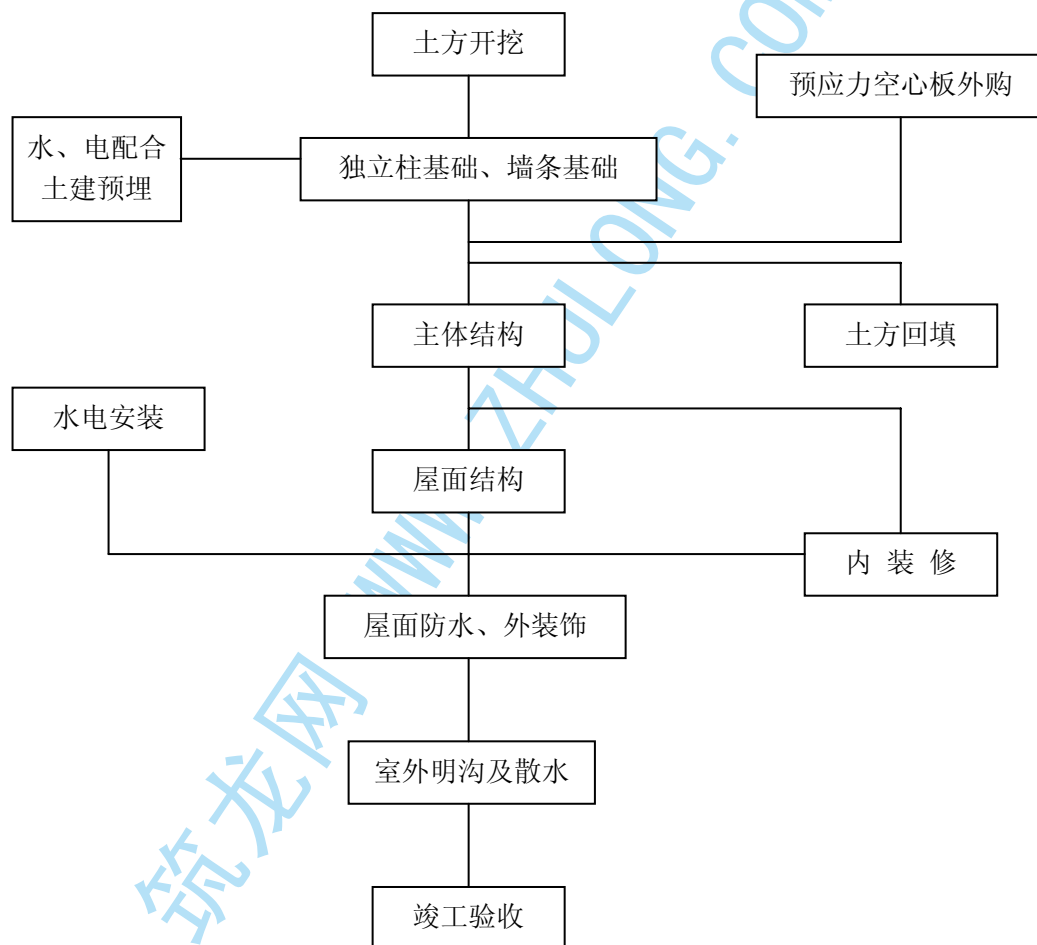 土方开挖
预应力空心板外购
水、电配合
土建预埋
独立柱基础、墙条基础
主体结构
土方回填
水电安装
屋面结构
内 装 修
屋面防水、外装饰
室外明沟及散水
竣工验收
筑龙网 WWW.ZHULONG.COM